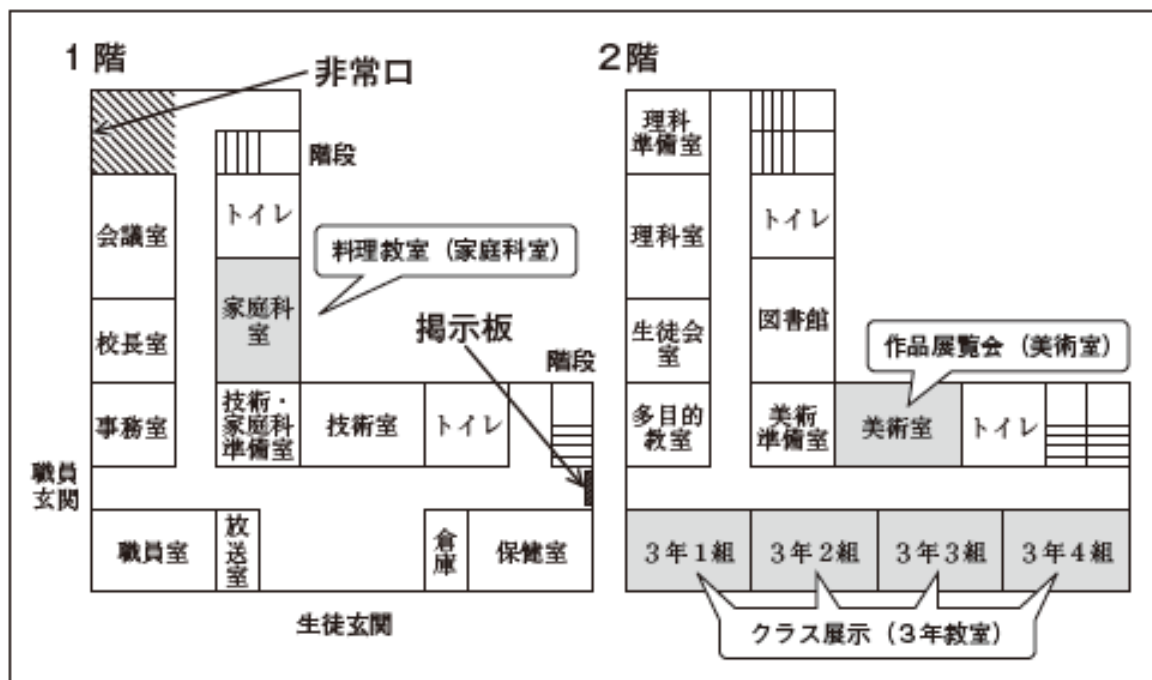 1階
非常口
階段
会議室
トイレ
料理教室（家庭科室）
家庭科
室
校長室
掲示板
階段
事務室
技術・
家庭科
準備室
技術室
トイレ
職員
玄関
職員室
放
送
室
倉
庫
保健室
生徒玄関
2階
理科
準備室
理科室
トイレ
図書館
生徒会
室
作品展覧会（美術室）
多目的
教室
美術
準備室
美術室
トイレ
3年1組
3年2組
3年3組
3年4組
クラス展示（3年教室）